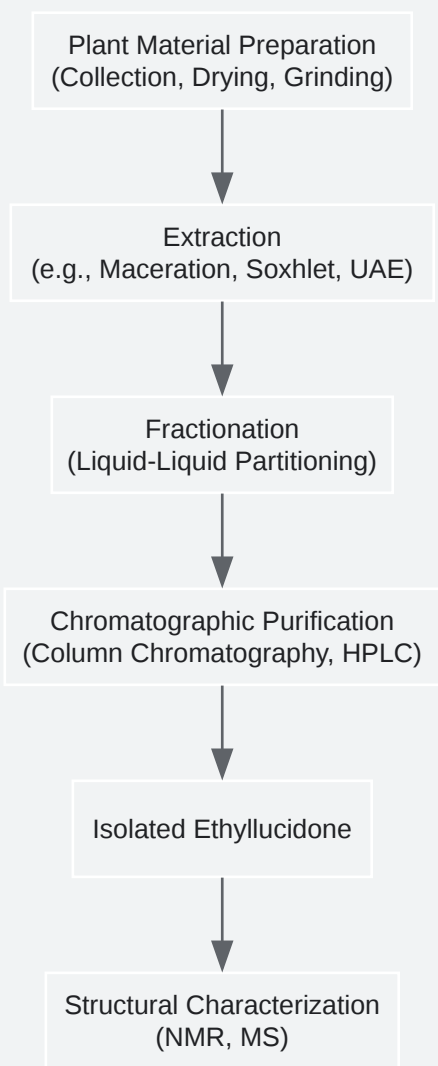 Plant Material Preparation
(Collection, Drying, Grinding)
Extraction
(e.g., Maceration, Soxhlet, UAE)
Fractionation
(Liquid-Liquid Partitioning)
Chromatographic Purification
(Column Chromatography, HPLC)
Isolated Ethyllucidone
Structural Characterization
(NMR, MS)